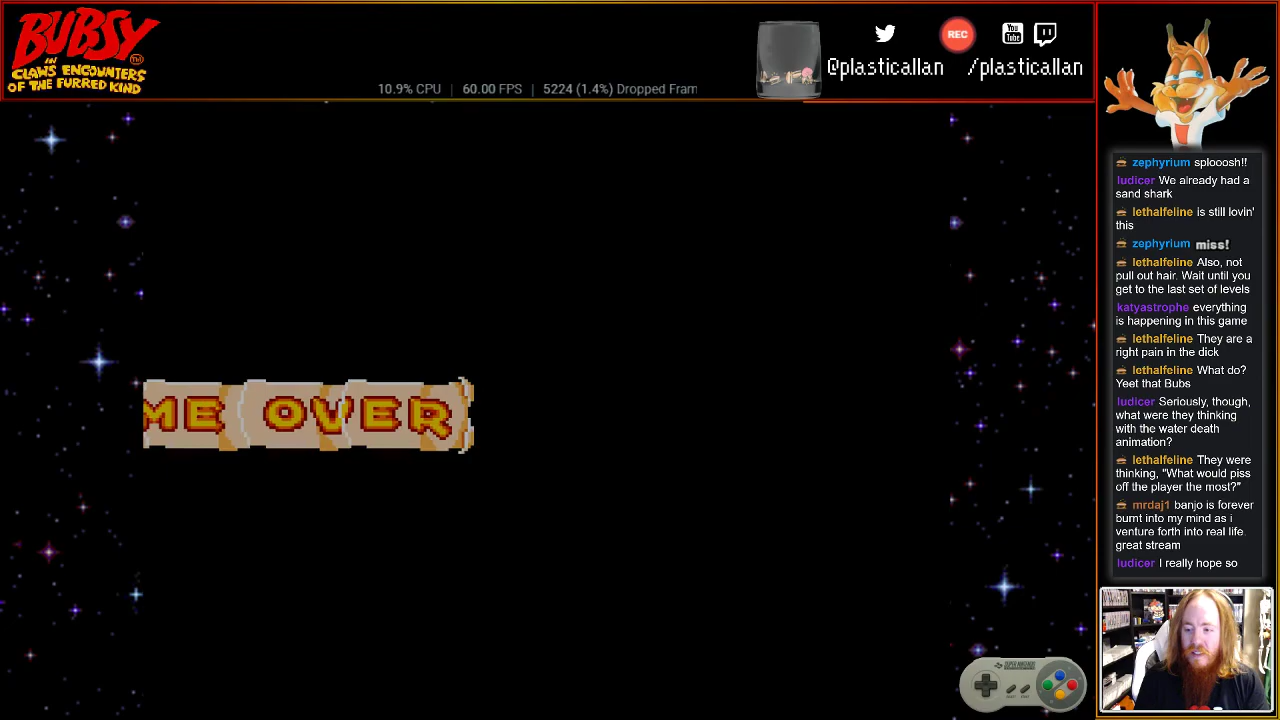 BUBSY
IN
CLAWS ENCOUNTERS
OF THE FURRED KIND
TM
10.9% CPU | 60.00 FPS | 5224 (1.4%) Dropped Fram
@plasticallan
REC
You
Tube
/plasticallan
ME OVER
zephyrium splooosh!!
ludicer We already had a
sand shark
lethalfeline is still lovin'
this
zephyrium miss!
lethalfeline Also, not
pull out hair. Wait until you
get to the last set of levels
katyastrophe everything
is happening in this game
lethalfeline They are a
right pain in the dick
lethalfeline What do?
Yeet that Bubs
ludicer Seriously, though,
what were they thinking
with the water death
animation?
lethalfeline They were
thinking, "What would piss
off the player the most?"
mrdaj1 banjo is forever
burnt into my mind as i
venture forth into real life.
great stream
ludicer I really hope so
SUPER NINTENDO